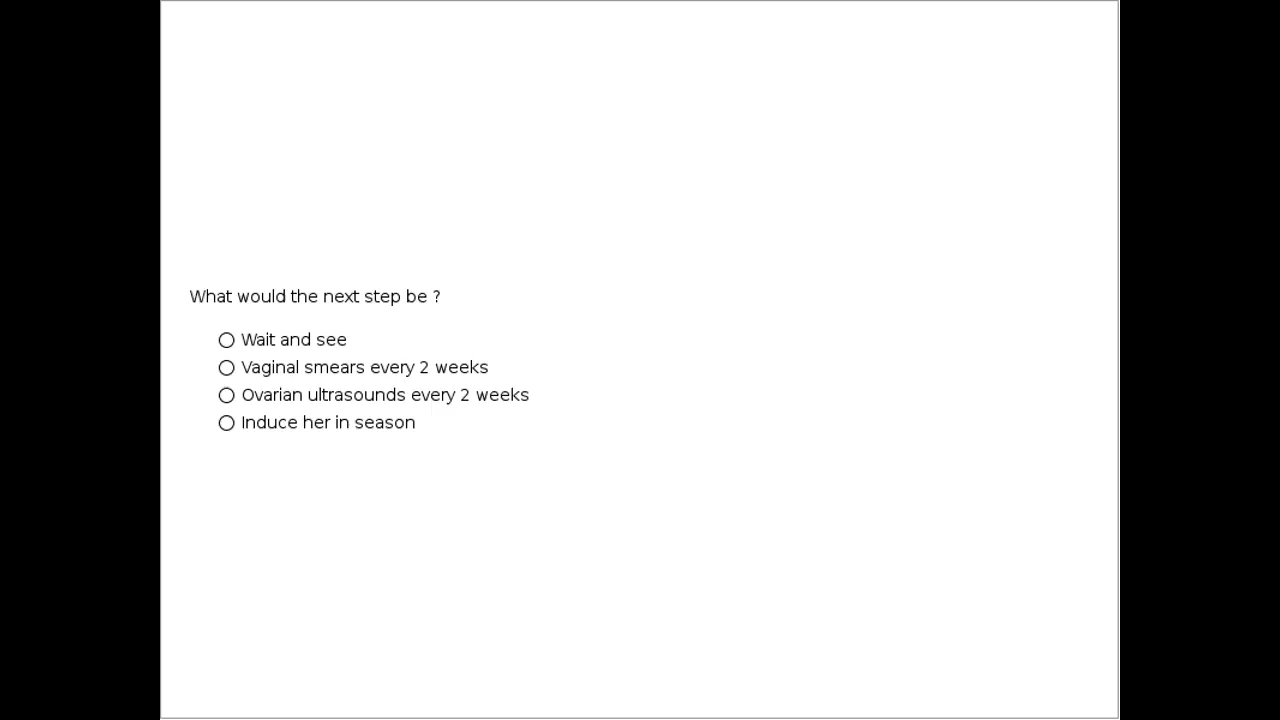 What would the next step be ?
Wait and see
Vaginal smears every 2 weeks
Ovarian ultrasounds every 2 weeks
Induce her in season